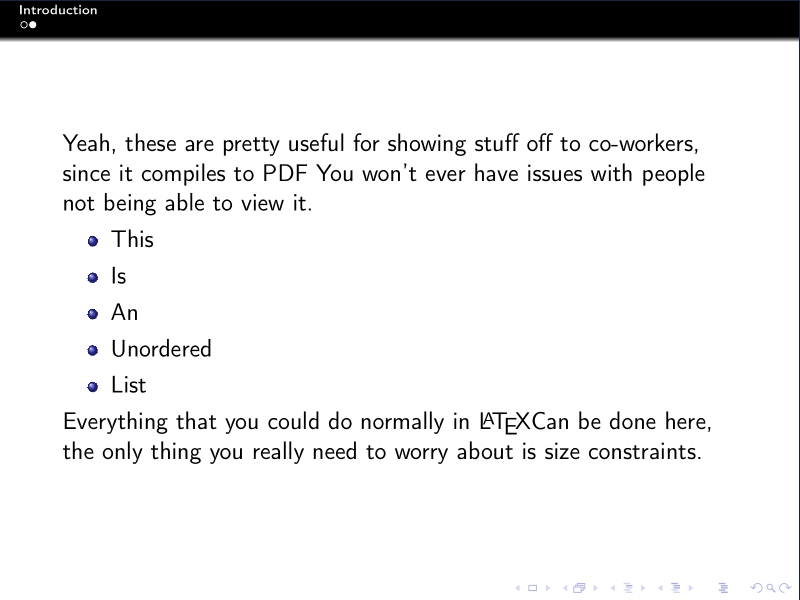 Introduction
Yeah, these are pretty useful for showing stuff off to co-workers,
since it compiles to PDF You won't ever have issues with people
not being able to view it.
This
Is
An
Unordered
List
Everything that you could do normally in LATEXCan be done here,
the only thing you really need to worry about is size constraints.